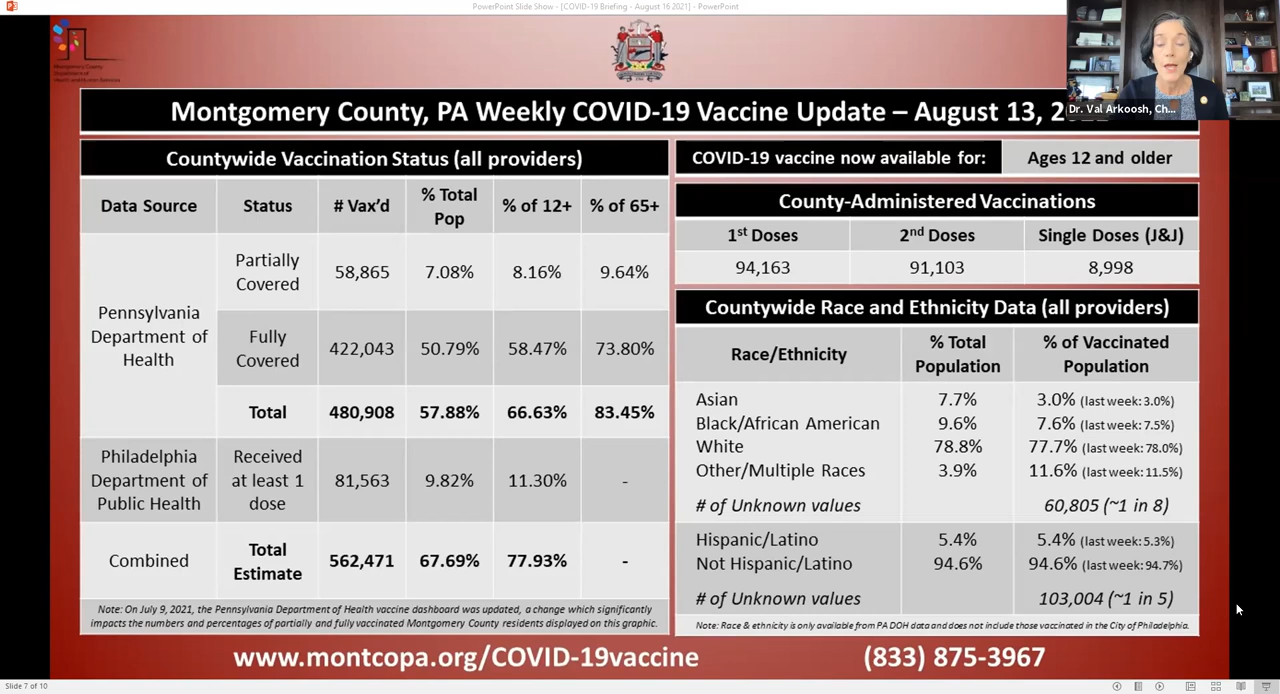 PowerPoint Slide Show - [COVID-19 Briefing - August 16 2021] - PowerPoint
Montgomery County, PA Weekly COVID-19 Vaccine Update – August 13,
Dr. Val Arkoosh, Ch...
Countywide Vaccination Status (all providers)
Data Source Status # Vax'd % Total Pop % of 12+ % of 65+
Pennsylvania Department of Health
Partially Covered 58,865 7.08% 8.16% 9.64%
Fully Covered 422,043 50.79% 58.47% 73.80%
Total 480,908 57.88% 66.63% 83.45%
Philadelphia Department of Public Health Received at least 1 dose 81,563 9.82% 11.30% -
Combined Total Estimate 562,471 67.69% 77.93% -
Note: On July 9, 2021, the Pennsylvania Department of Health vaccine dashboard was updated, a change which significantly
impacts the numbers and percentages of partially and fully vaccinated Montgomery County residents displayed on this graphic.
COVID-19 vaccine now available for: Ages 12 and older
County-Administered Vaccinations
1st Doses 2nd Doses Single Doses (J&J)
94,163 91,103 8,998
Countywide Race and Ethnicity Data (all providers)
Race/Ethnicity % Total Population % of Vaccinated Population
Asian 7.7% 3.0% (last week: 3.0%)
Black/African American 9.6% 7.6% (last week: 7.5%)
White 78.8% 77.7% (last week: 78.0%)
Other/Multiple Races 3.9% 11.6% (last week: 11.5%)
# of Unknown values 60,805 (~1 in 8)
Hispanic/Latino 5.4% 5.4% (last week: 5.3%)
Not Hispanic/Latino 94.6% 94.6% (last week: 94.7%)
# of Unknown values 103,004 (~1 in 5)
Note: Race & ethnicity is only available from PA DOH data and does not include those vaccinated in the City of Philadelphia.
www.montcopa.org/COVID-19vaccine (833) 875-3967
Slide 7 of 10